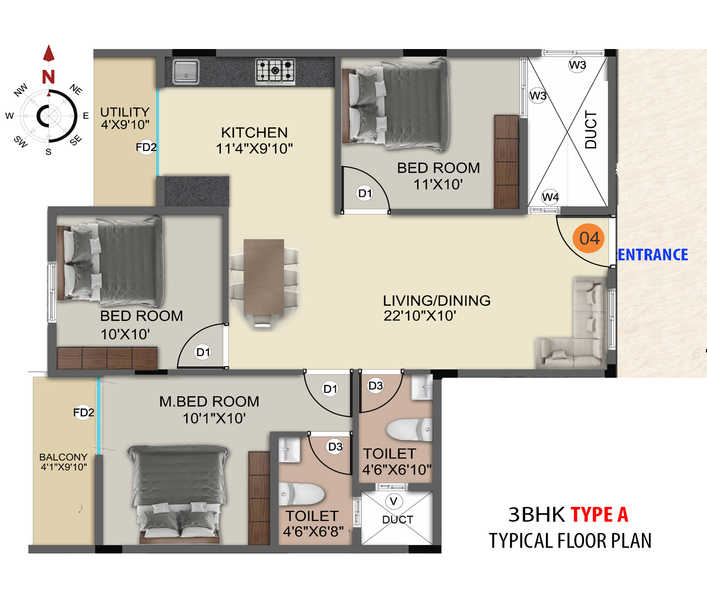 N
NW
NE
W
E
SW
SE
S
UTILITY
4'X9'10"
FD2
KITCHEN
11'4"X9'10"
BED ROOM
11'X10'
D1
W3
W3
DUCT
W4
04
ENTRANCE
BED ROOM
10'X10'
D1
LIVING/DINING
22'10"X10'
FD2
M.BED ROOM
10'1"X10'
D1
D3
BALCONY
4'1"X9'10"
D3
TOILET
4'6"X6'10"
TOILET
4'6"X6'8"
V
DUCT
3BHK TYPE A
TYPICAL FLOOR PLAN